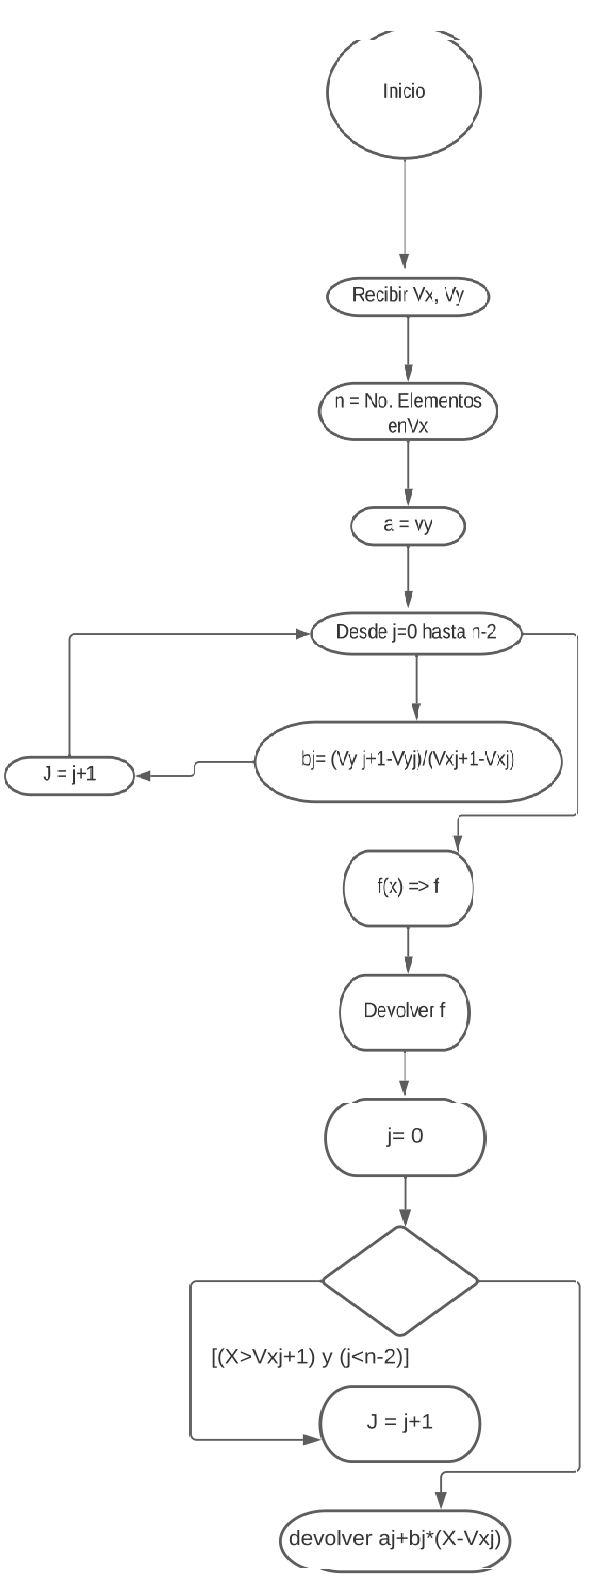 Inicio
Recibir Vx, Vy
n = No. Elementos
enVx
a = vy
Desde j=0 hasta n-2
bj= (Vy j+1-Vyj)/(Vxj+1-Vxj)
J = j+1
f(x) => f
Devolver f
j= 0
[(X>Vxj+1) y (j<n-2)]
J = j+1
devolver aj+bj*(X-Vxj)